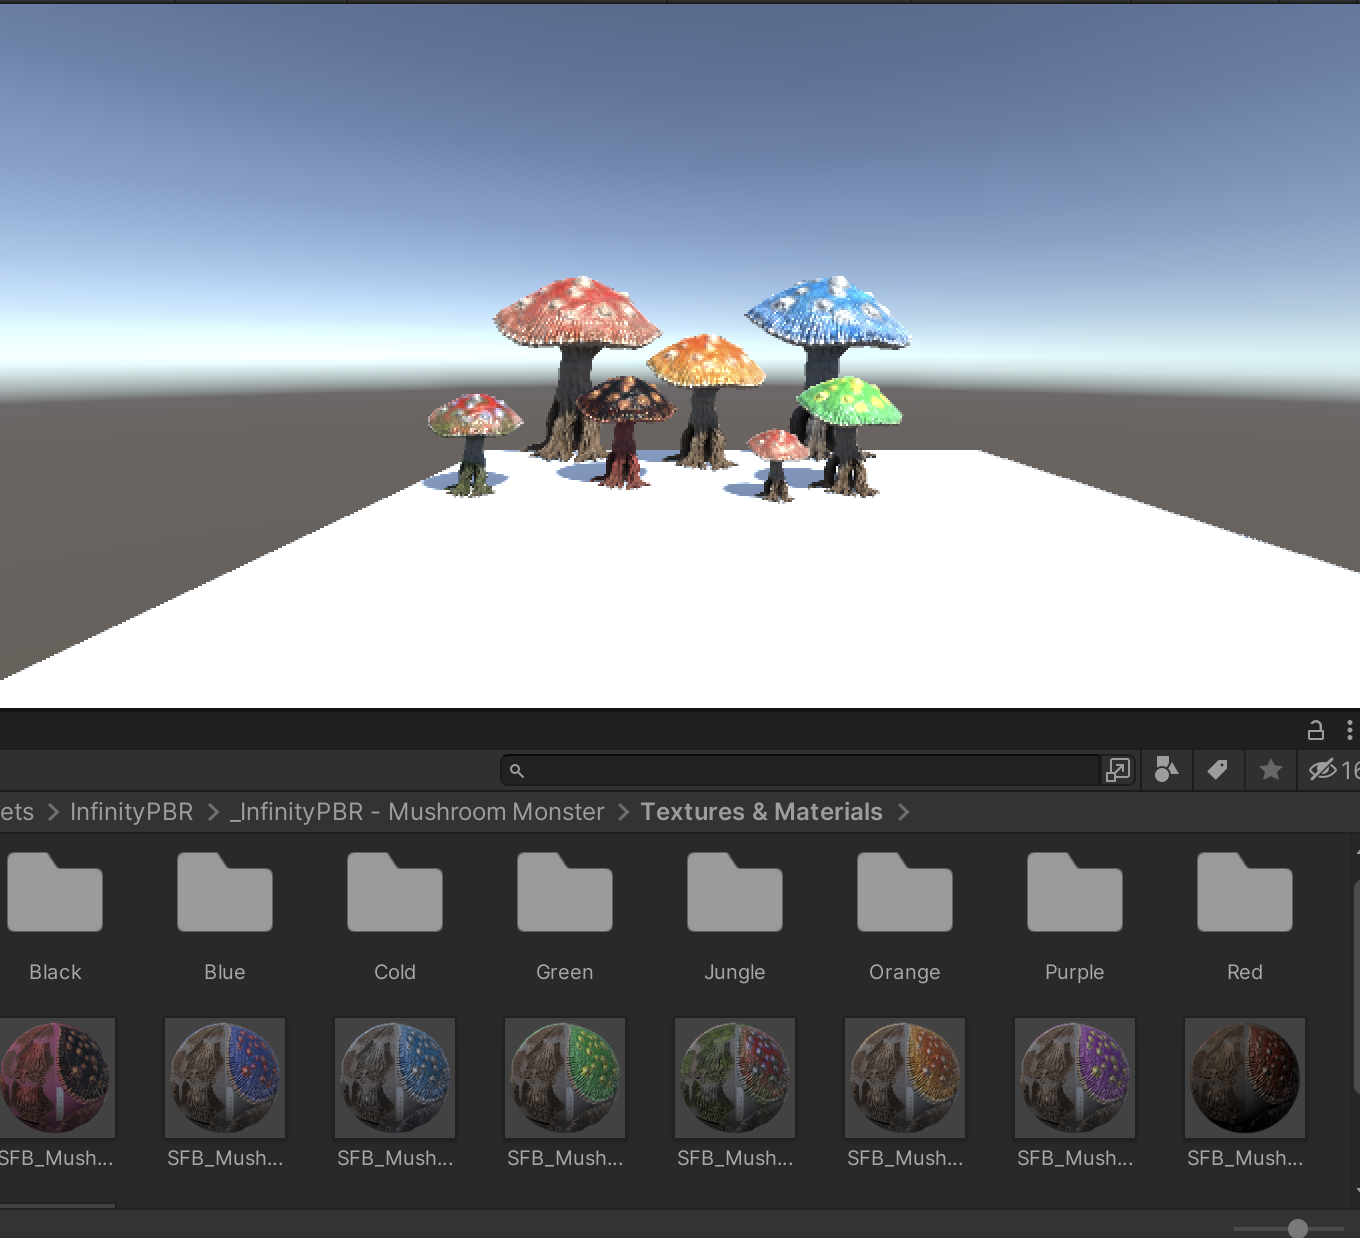 16
ets > InfinityPBR > _InfinityPBR - Mushroom Monster > Textures & Materials >
Black Blue Cold Green Jungle Orange Purple Red
SFB_Mush... SFB_Mush... SFB_Mush... SFB_Mush... SFB_Mush... SFB_Mush... SFB_Mush... SFB_Mush...